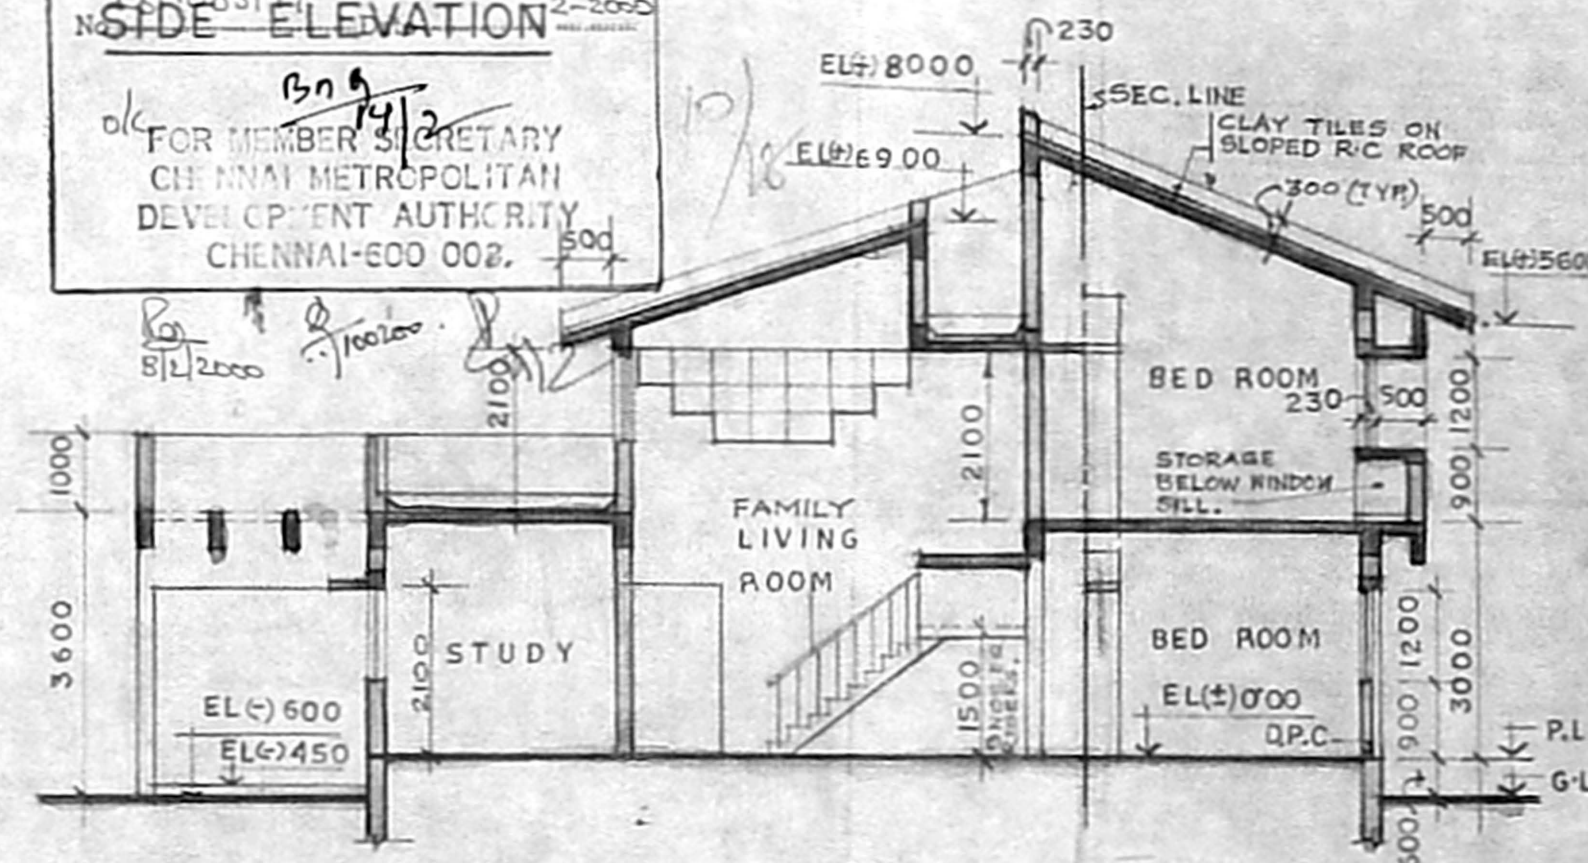 SIDE ELEVATION
FOR MEMBER SECRETARY
CHENNAI METROPOLITAN
DEVELOPMENT AUTHORITY
CHENNAI-600 002.
8/2/2000
500
230
EL(+)8000
SEC. LINE
CLAY TILES ON
SLOPED R.C ROOF
EL(+)6900
300 (TYP)
500
EL(+)560
2100
BED ROOM
230
500
1200
1000
2100
STORAGE
BELOW WINDOW
SILL.
900
FAMILY
LIVING
ROOM
3600
2100
STUDY
BED ROOM
1200
3000
1500
EL(-)600
EL(-)450
EL(±)000
D.P.C
900
P.L
G.L